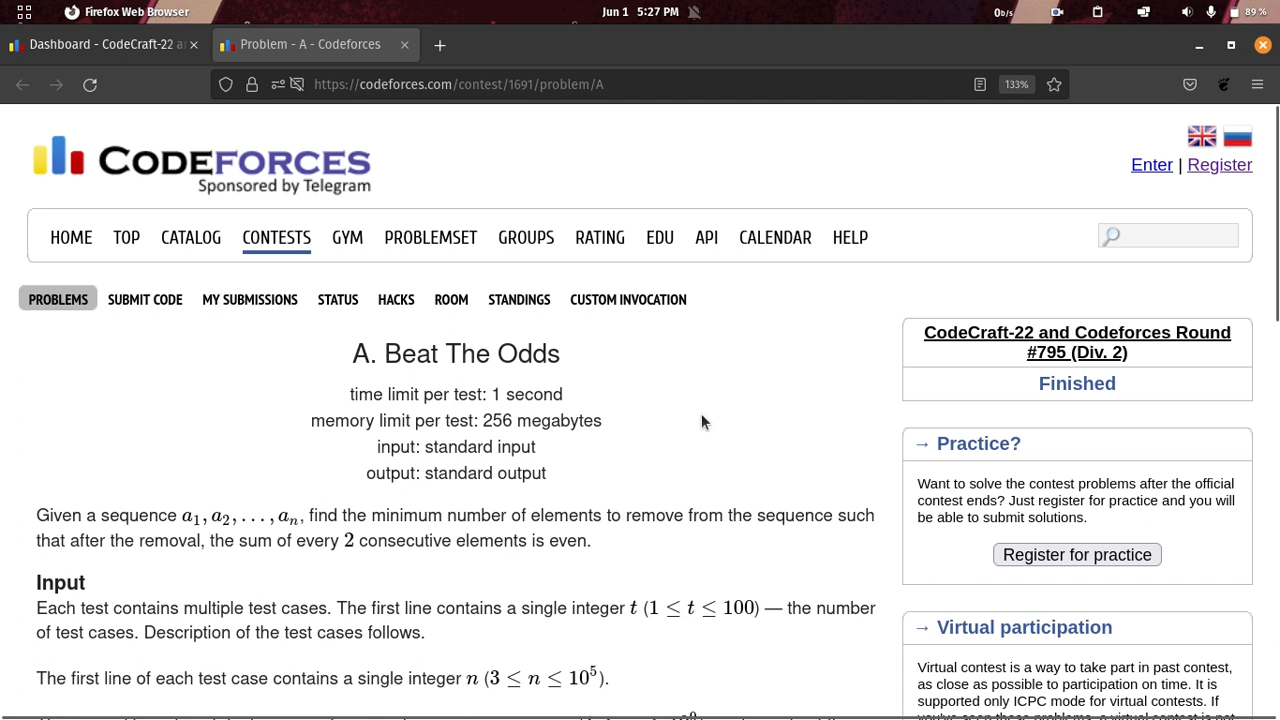 Firefox Web Browser
Jun 1 5:27 PM
0b/s
89 %
Dashboard - CodeCraft-22 a
Problem - A - Codeforces
https://codeforces.com/contest/1691/problem/A
133%
CODEFORCES
Sponsored by Telegram
Enter | Register
HOME TOP CATALOG CONTESTS GYM PROBLEMSET GROUPS RATING EDU API CALENDAR HELP
PROBLEMS SUBMIT CODE MY SUBMISSIONS STATUS HACKS ROOM STANDINGS CUSTOM INVOCATION
A. Beat The Odds
time limit per test: 1 second
memory limit per test: 256 megabytes
input: standard input
output: standard output
Given a sequence a₁, a₂, …, aₙ, find the minimum number of elements to remove from the sequence such
that after the removal, the sum of every 2 consecutive elements is even.
Input
Each test contains multiple test cases. The first line contains a single integer t (1 ≤ t ≤ 100) — the number
of test cases. Description of the test cases follows.
The first line of each test case contains a single integer n (3 ≤ n ≤ 10⁵).
CodeCraft-22 and Codeforces Round
#795 (Div. 2)
Finished
→ Practice?
Want to solve the contest problems after the official
contest ends? Just register for practice and you will
be able to submit solutions.
Register for practice
→ Virtual participation
Virtual contest is a way to take part in past contest,
as close as possible to participation on time. It is
supported only ICPC mode for virtual contests. If